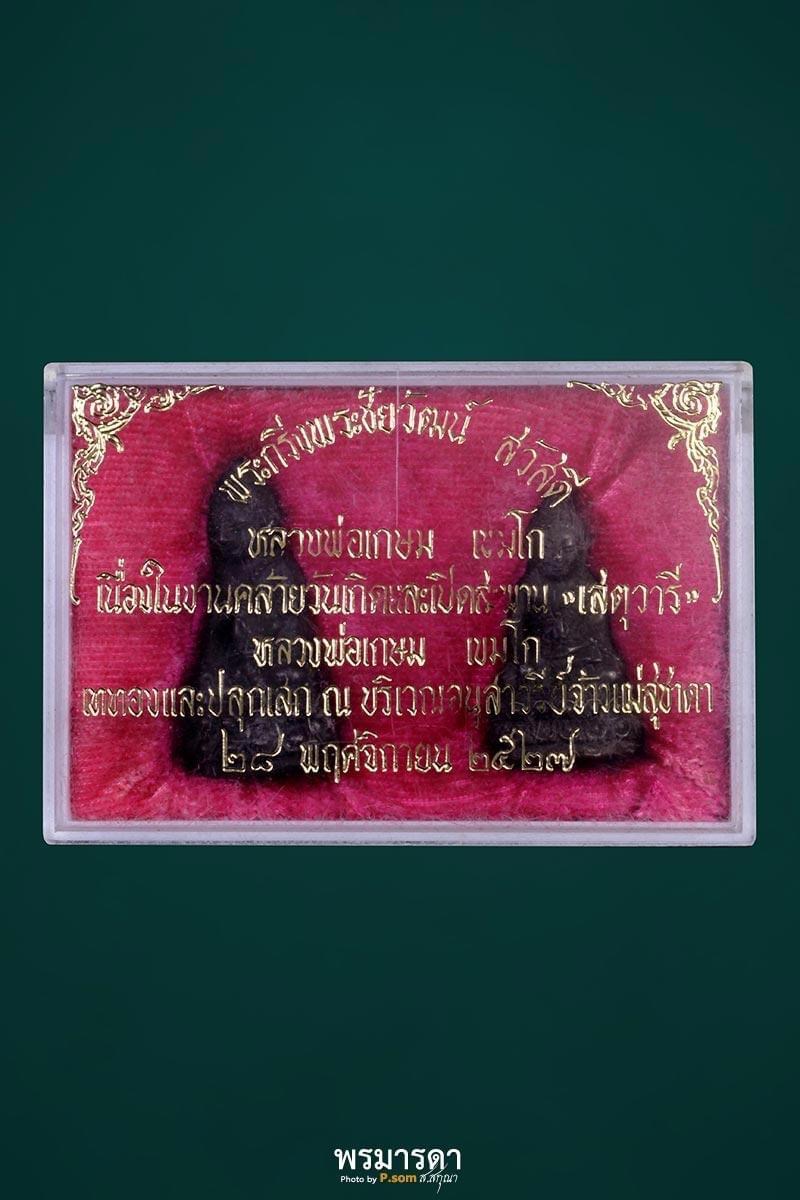 พระกริ่งพระชัยวัฒน์ สวัสดี
หลวงพ่อเกษม เขมโก
เนื่องในงานคล้ายวันเกิดและเปิดสะพาน "เสตุวารี"
หลวงพ่อเกษม เขมโก
เททองและปลุกเสก ณ บริเวณอนุสาวรีย์เจ้าแม่สุชาดา
๒๘ พฤศจิกายน ๒๕๒๗
พรมารดา
Photo by P.som ส.สกุณา